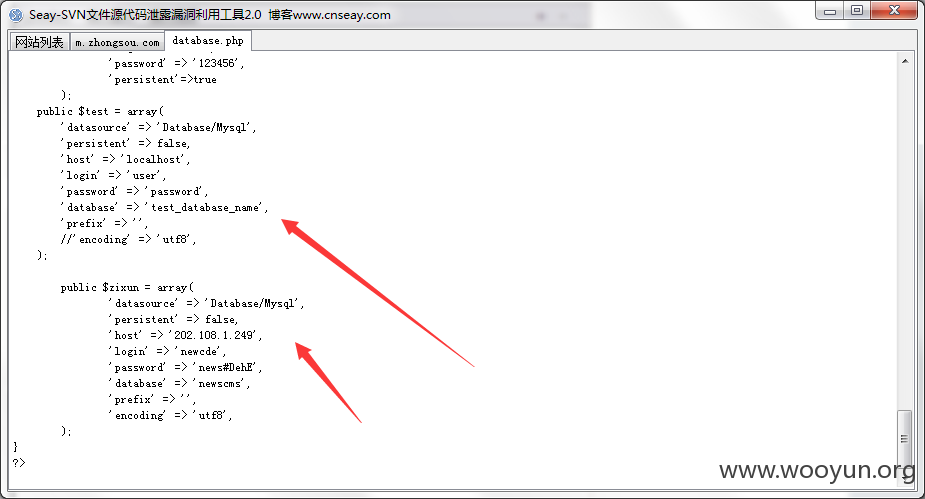 Seay-SVN文件源代码泄露漏洞利用工具2.0 博客www.cnseay.com
网站列表 m.zhongsou.com database.php
'password' => '123456',
'persistent'=>true
);
public $test = array(
'datasource' => 'Database/Mysql',
'persistent' => false,
'host' => 'localhost',
'login' => 'user',
'password' => 'password',
'database' => 'test_database_name',
'prefix' => '',
//'encoding' => 'utf8',
);
public $zixun = array(
'datasource' => 'Database/Mysql',
'persistent' => false,
'host' => '202.108.1.249',
'login' => 'newcde',
'password' => 'news#DehE',
'database' => 'newscms',
'prefix' => '',
'encoding' => 'utf8',
);
}
?>
www.wooyun.org